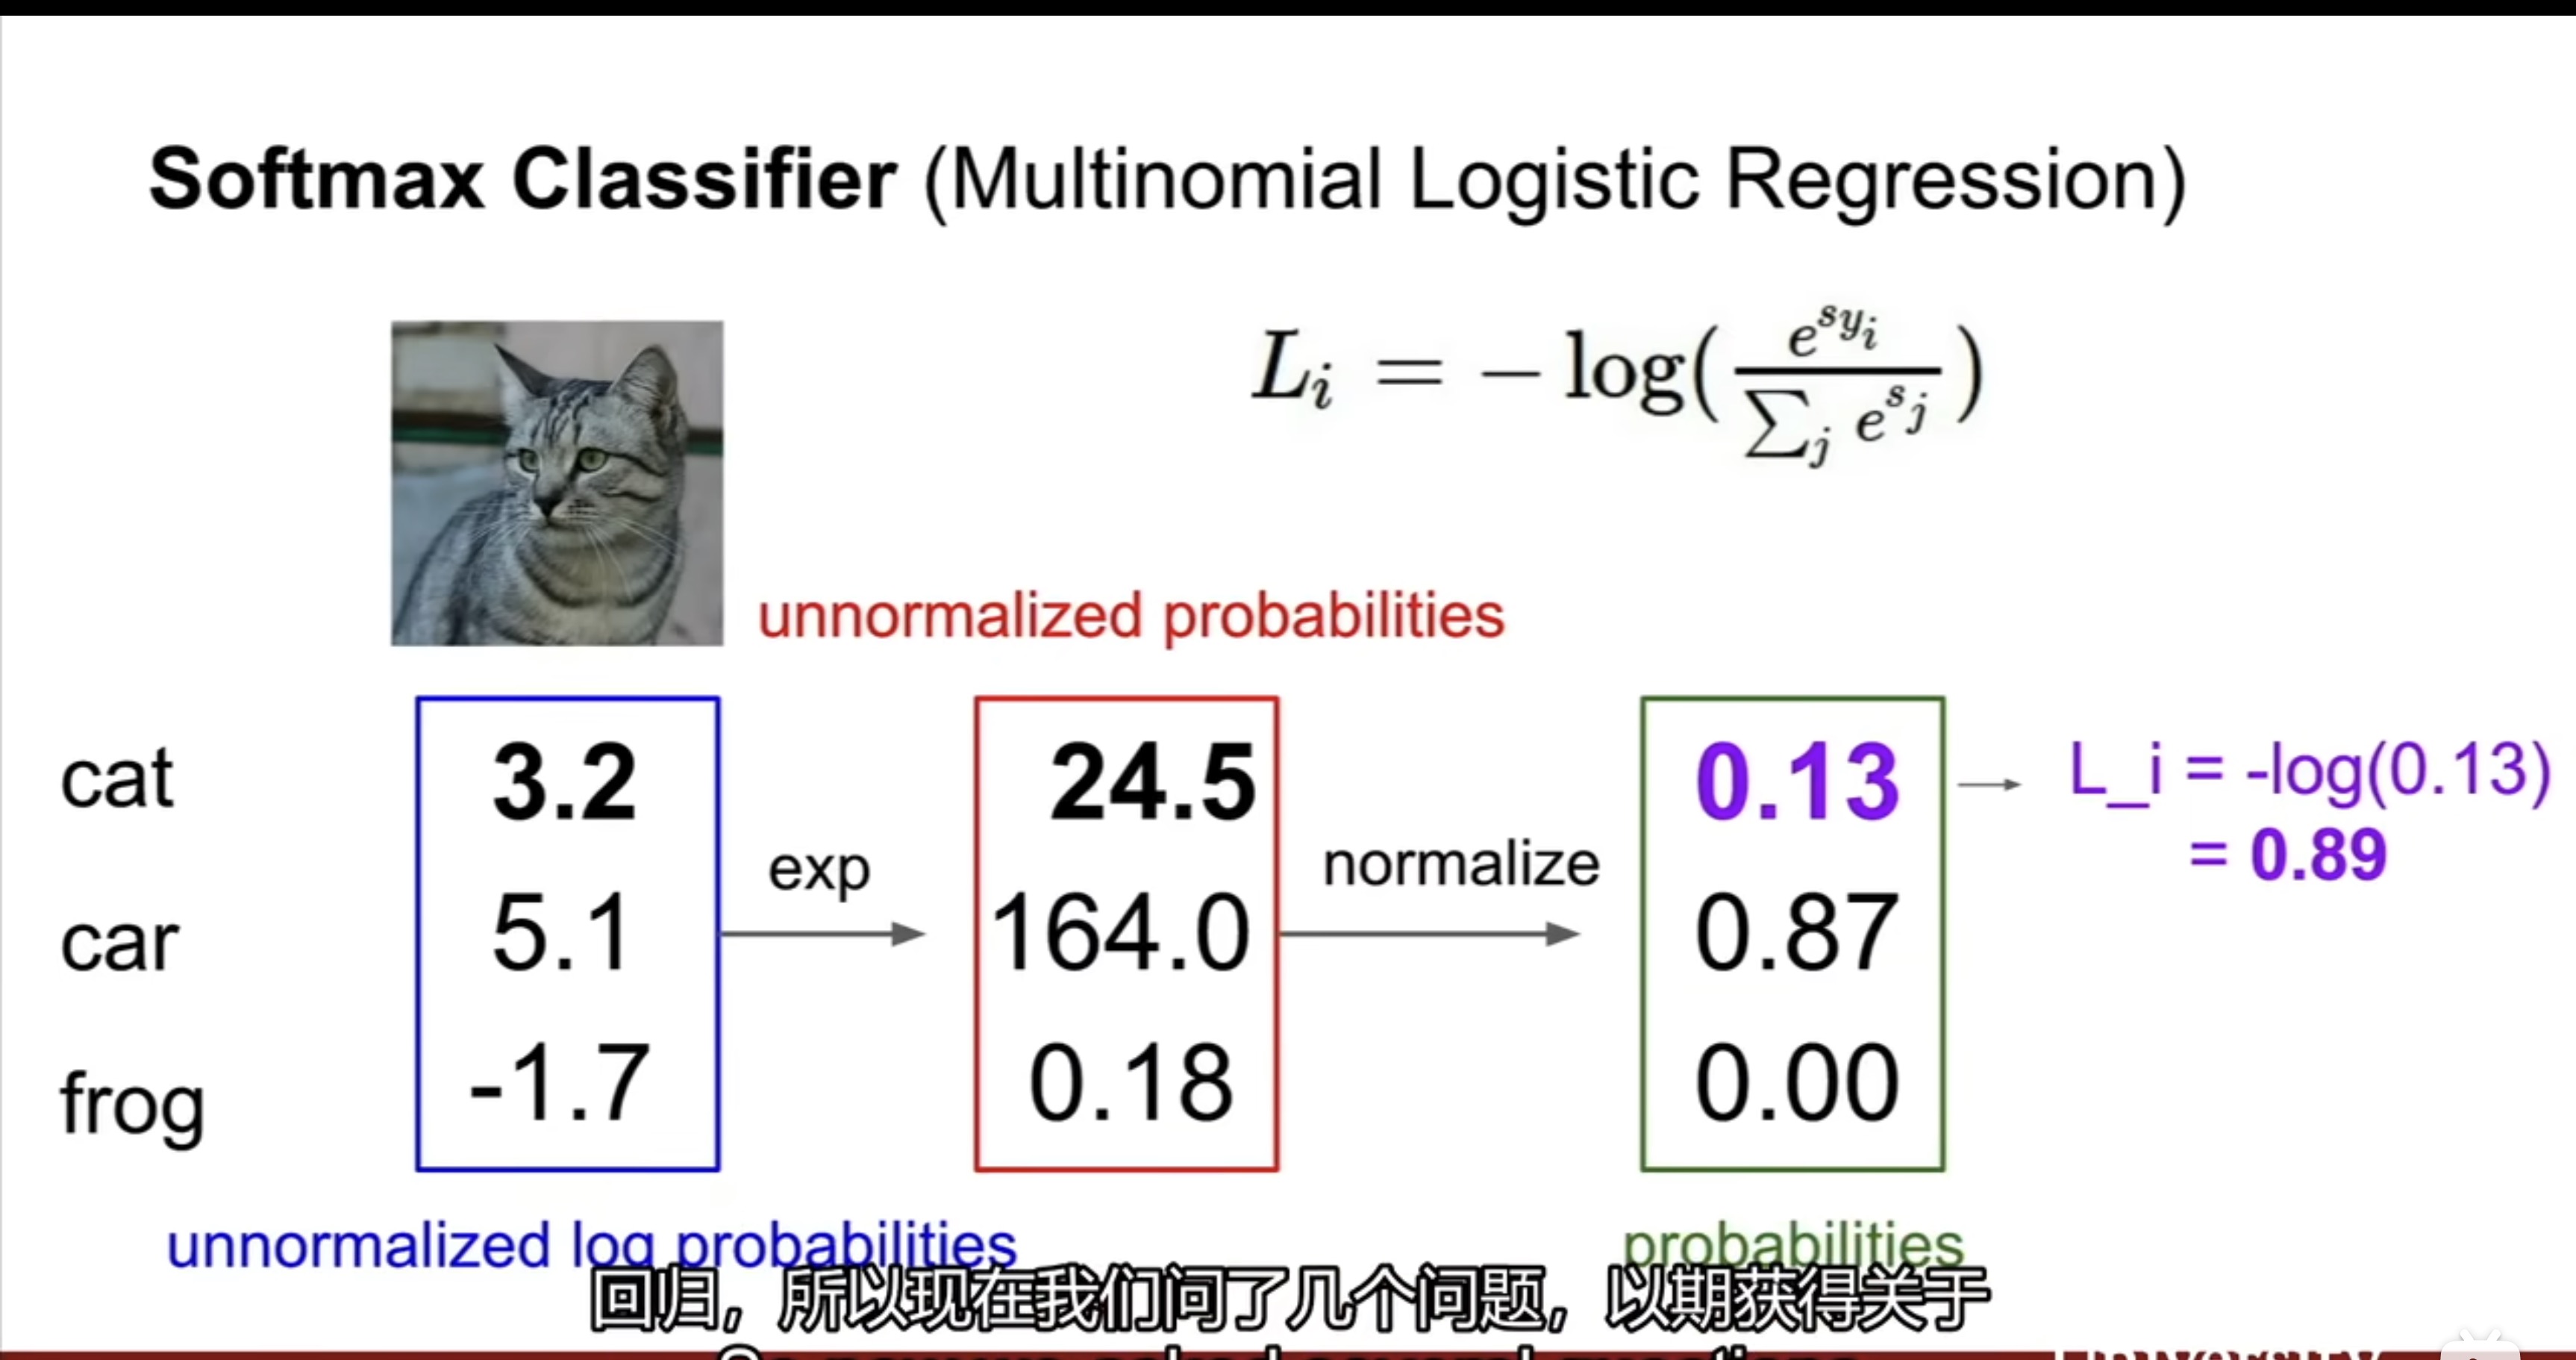 Softmax Classifier (Multinomial Logistic Regression)
L_i = − log( e^{s_{y_i}} / ∑_j e^{s_j} )
unnormalized probabilities
cat 3.2 24.5 0.13 L_i = -log(0.13)
= 0.89
exp normalize
car 5.1 164.0 0.87
frog -1.7 0.18 0.00
unnormalized log probabilities probabilities
回归，所以现在我们问了几个问题，以期获得关于